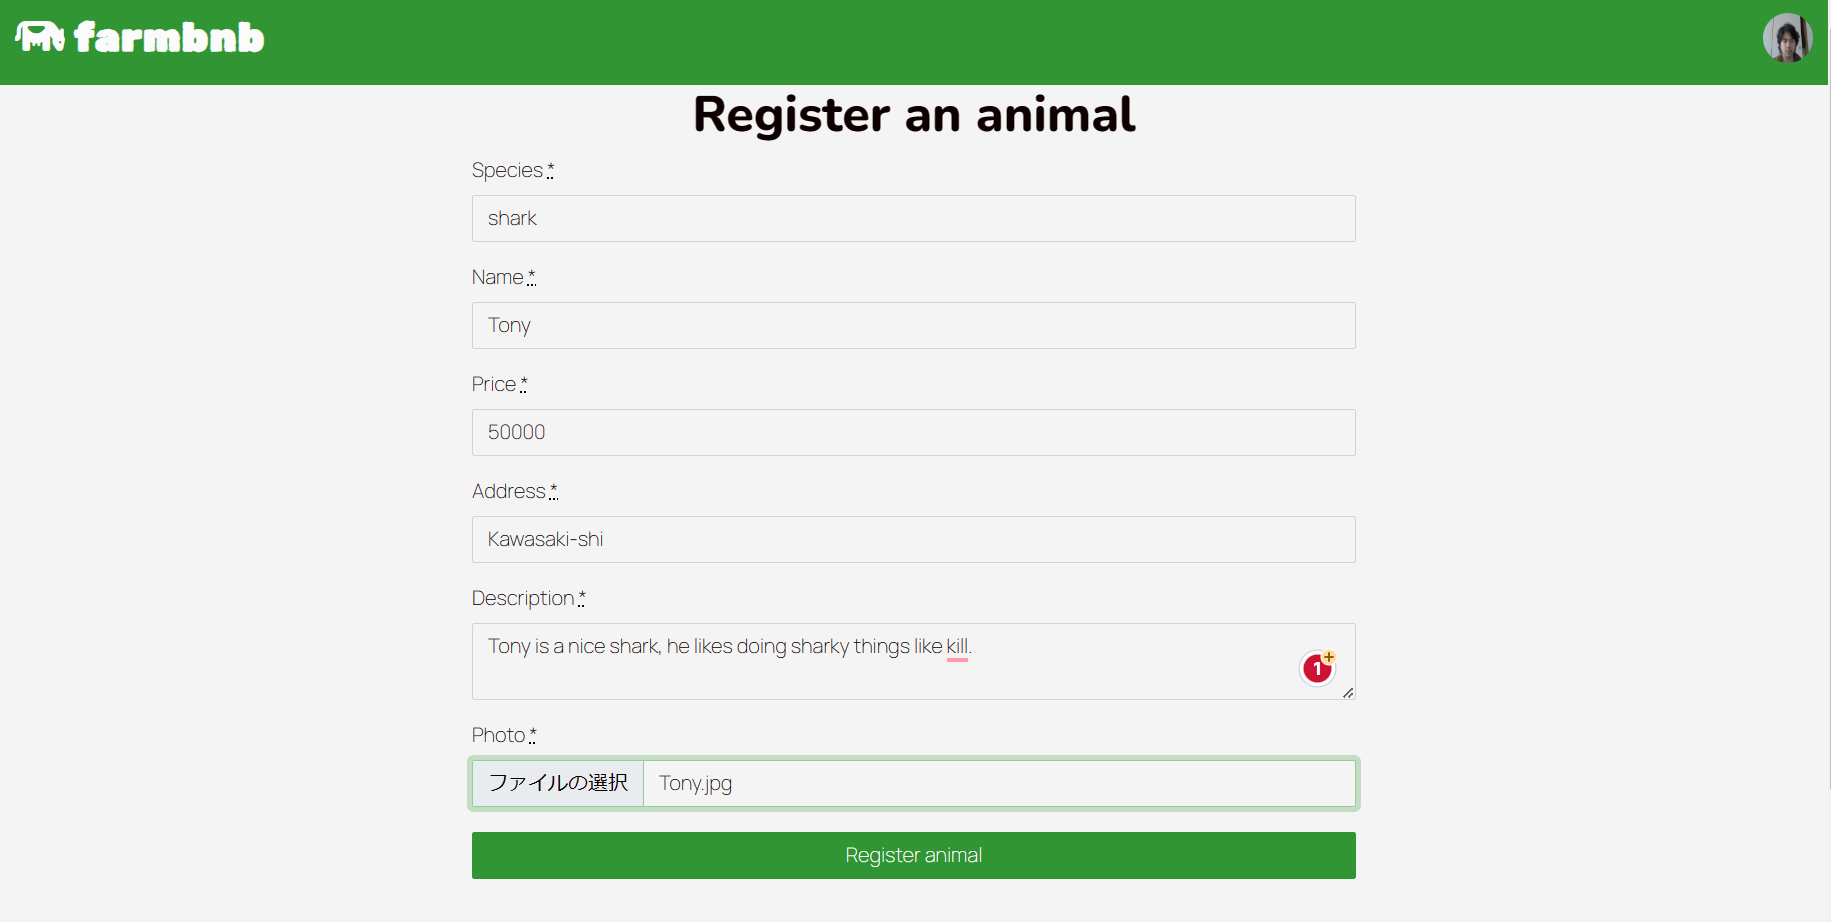 farmbnb
Register an animal
Species *
shark
Name *
Tony
Price *
50000
Address *
Kawasaki-shi
Description *
Tony is a nice shark, he likes doing sharky things like kill.
1+
Photo *
ファイルの選択 Tony.jpg
Register animal